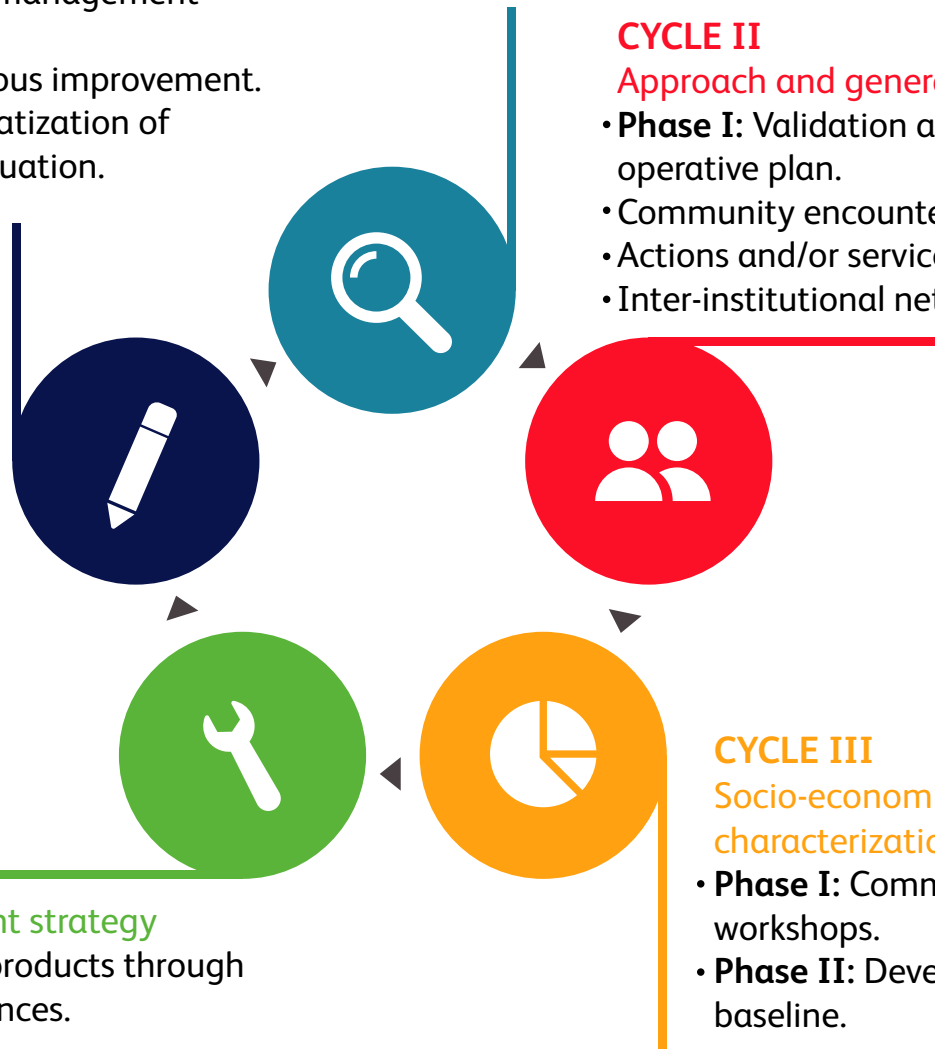 management
ous improvement.
atization of
uation.
CYCLE II
Approach and genera
• Phase I: Validation a
operative plan.
• Community encounte
• Actions and/or servic
• Inter-institutional net
CYCLE III
Socio-econom
characterizatio
• Phase I: Comm
workshops.
• Phase II: Deve
baseline.
nt strategy
products through
nces.